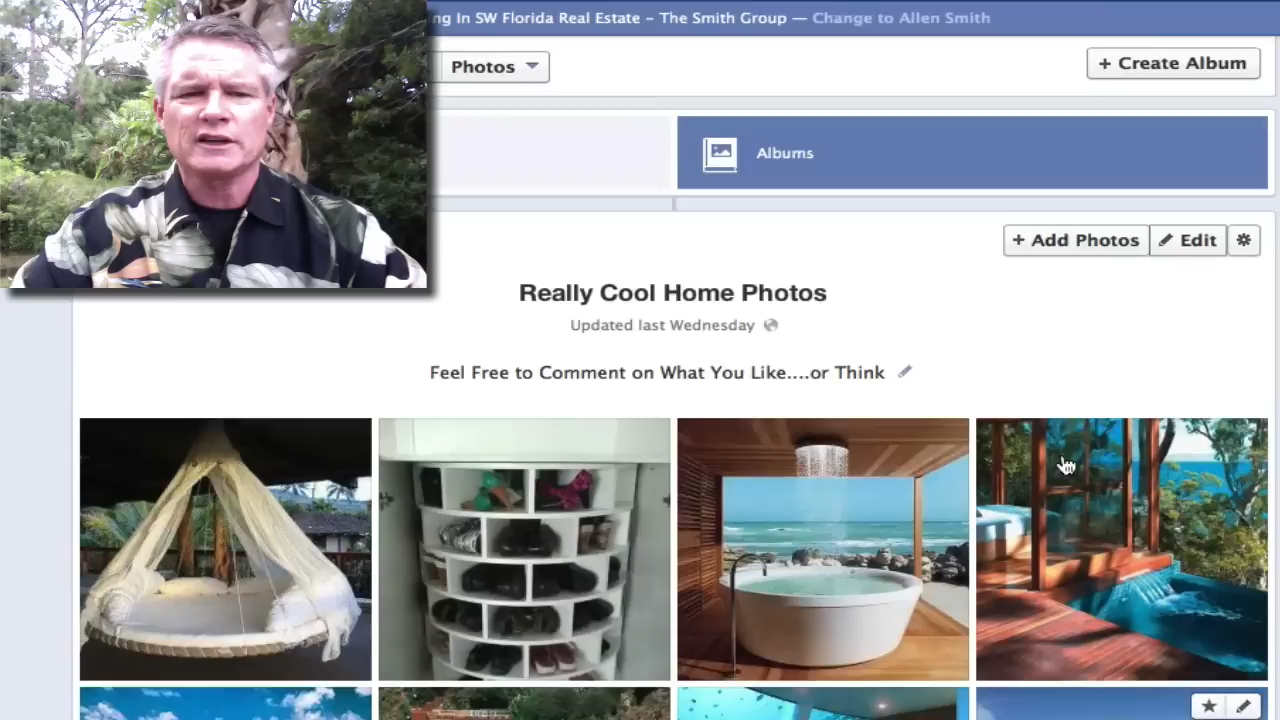 ng In SW Florida Real Estate – The Smith Group — Change to Allen Smith
Photos
+ Create Album
Albums
+ Add Photos
Edit
Really Cool Home Photos
Updated last Wednesday
Feel Free to Comment on What You Like....or Think